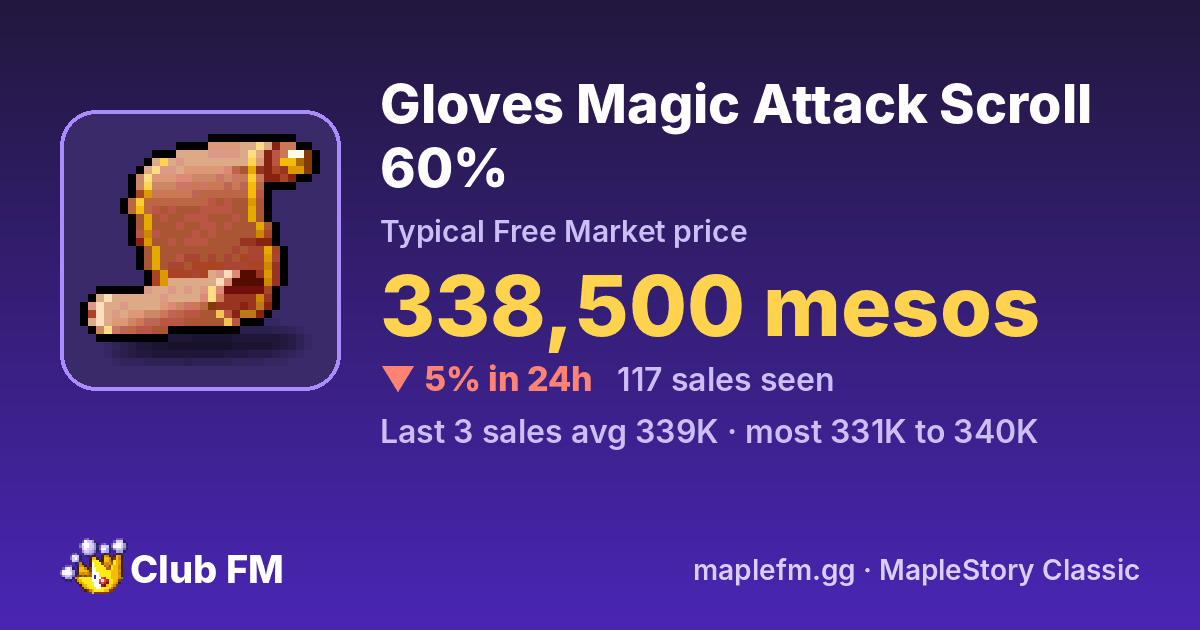 Gloves Magic Attack Scroll
60%
Typical Free Market price
338,500 mesos
▼ 5% in 24h 117 sales seen
Last 3 sales avg 339K · most 331K to 340K
Club FM
maplefm.gg · MapleStory Classic